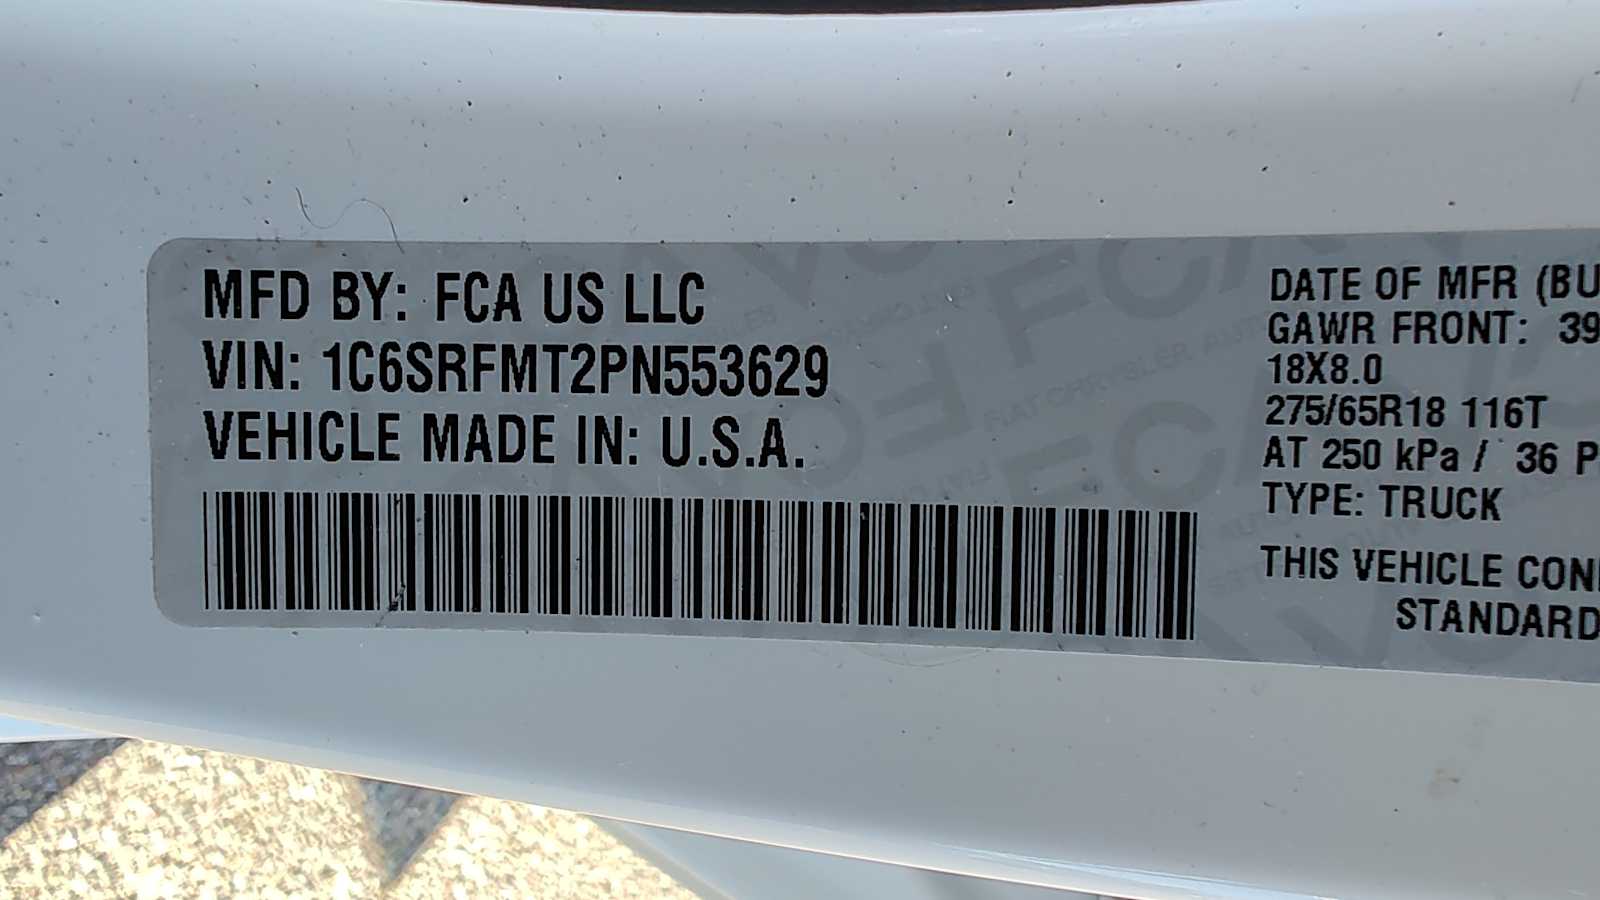 MFD BY: FCA US LLC
VIN: 1C6SRFMT2PN553629
VEHICLE MADE IN: U.S.A.
DATE OF MFR (BU
GAWR FRONT: 39
18X8.0
275/65R18 116T
AT 250 kPa / 36 P
TYPE: TRUCK
THIS VEHICLE CON
STANDARD